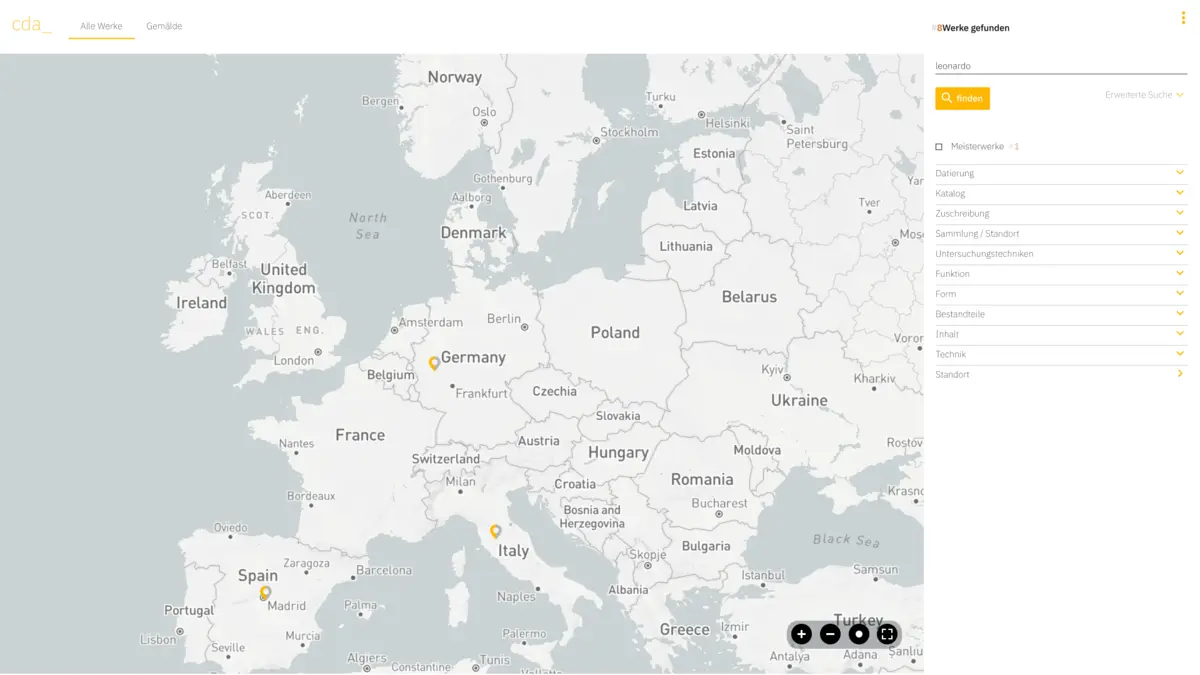 cda_
Alle Werke
Gemälde
#8Werke gefunden
leonardo
finden
Erweiterte Suche
Meisterwerke #1
Datierung
Katalog
Zuschreibung
Sammlung / Standort
Untersuchungstechniken
Funktion
Form
Bestandteile
Inhalt
Technik
Standort
Norway
Bergen
Oslo
Turku
Helsinki
Saint
Petersburg
Stockholm
Estonia
Gothenburg
Aalborg
Aberdeen
SCOT.
North
Sea
Denmark
Latvia
Lithuania
Tver
Yar
Mosc
Belfast
United
Kingdom
Ireland
WALES ENG.
London
Amsterdam
Berlin
Poland
Belarus
Germany
Belgium
Frankfurt
Czechia
Kyiv
Kharkiv
Voron
Ukraine
Slovakia
France
Nantes
Austria
Switzerland
Hungary
Moldova
Rostov
Milan
Croatia
Romania
Krasno
Bordeaux
Bosnia and
Herzegovina
Bucharest
Oviedo
Italy
Bulgaria
Black Sea
Skopje
Zaragoza
Barcelona
Spain
Madrid
Albania
Istanbul
Samsun
Portugal
Palma
Naples
Greece
Izmir
Turkey
Lisbon
Murcia
Palermo
Seville
Algiers
Constantine
Tunis
Antalya
Adana
Şanlıu